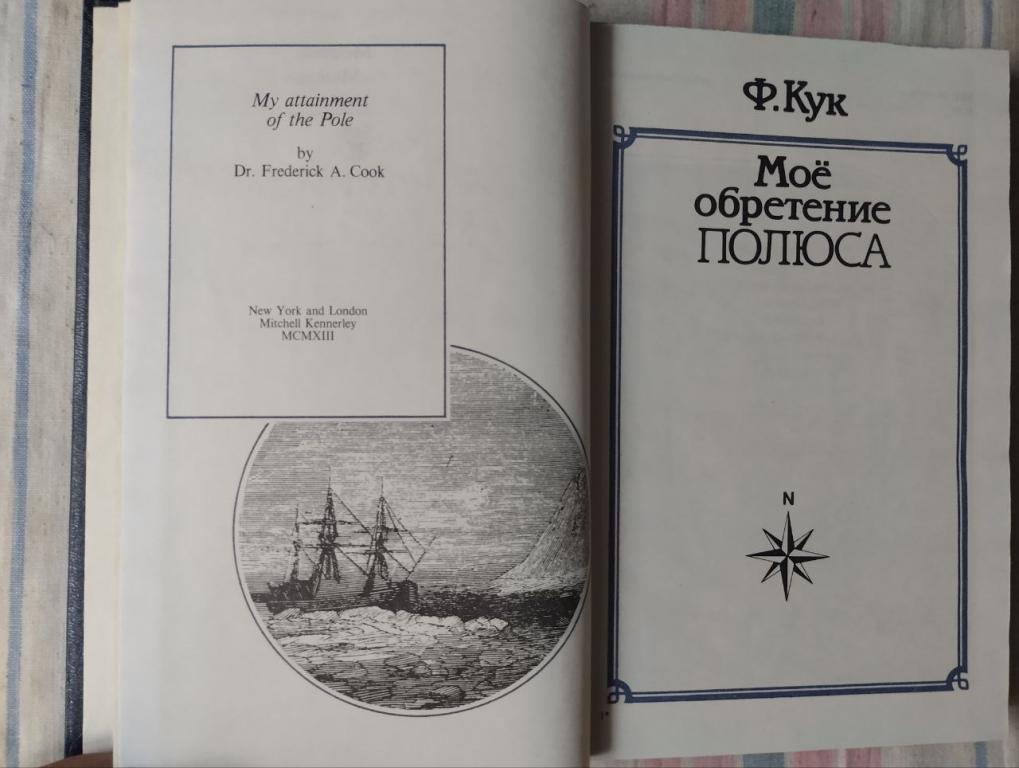 My attainment
of the Pole
by
Dr. Frederick A. Cook
New York and London
Mitchell Kennerley
MCMXIII
Ф.Кук
Моё
обретение
ПОЛЮСА
N